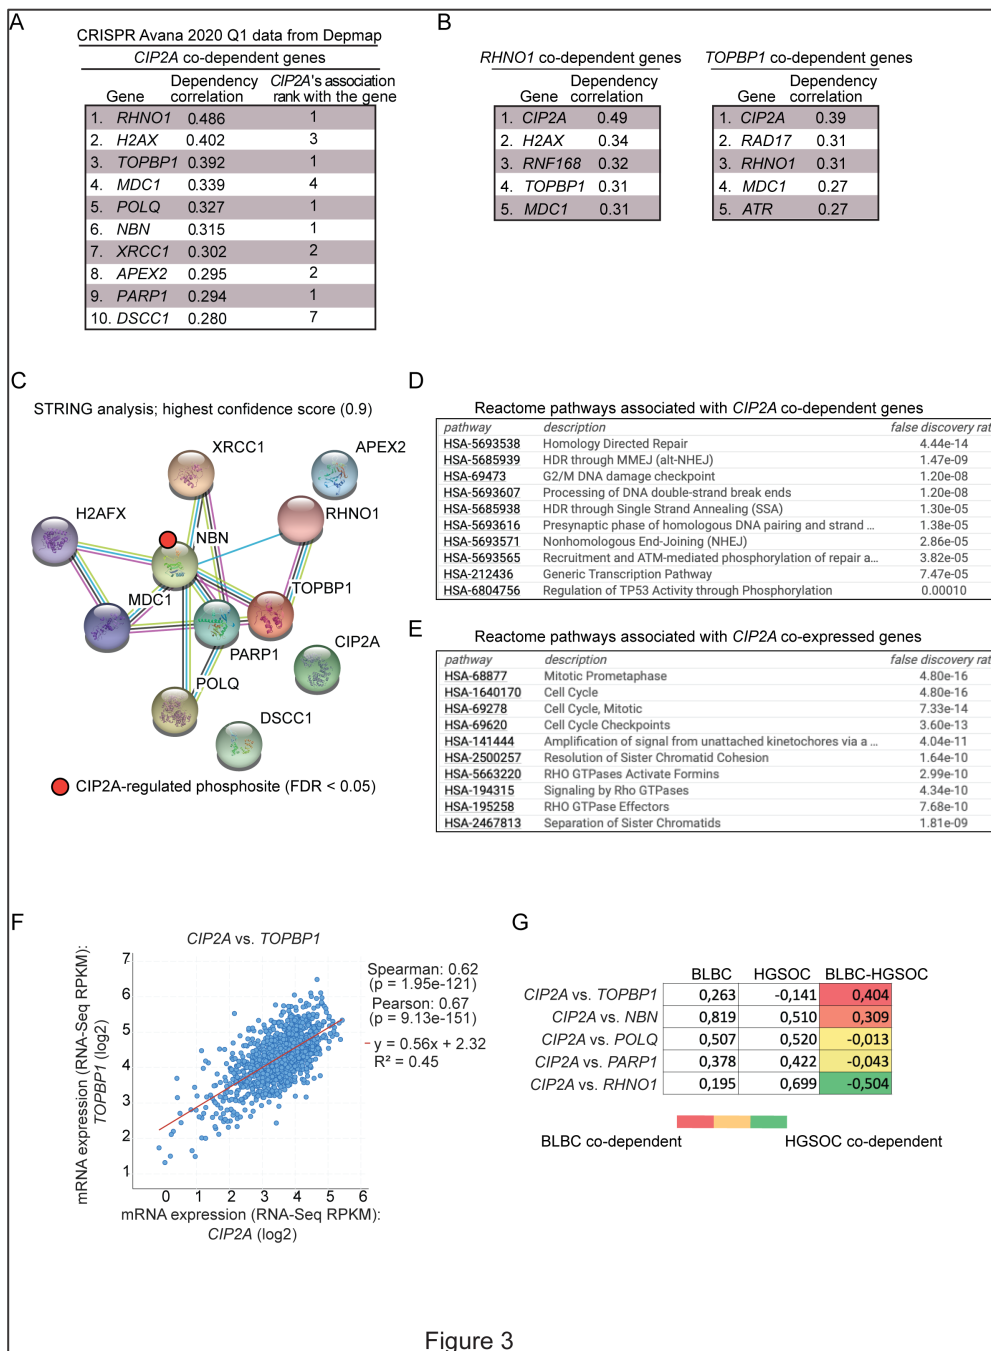 A
CRISPR Avana 2020 Q1 data from Depmap
CIP2A co-dependent genes
Gene Dependency correlation CIP2A's association rank with the gene
1. RHNO1 0.486 1
2. H2AX 0.402 3
3. TOPBP1 0.392 1
4. MDC1 0.339 4
5. POLQ 0.327 1
6. NBN 0.315 1
7. XRCC1 0.302 2
8. APEX2 0.295 2
9. PARP1 0.294 1
10. DSCC1 0.280 7
B
RHNO1 co-dependent genes
Gene Dependency correlation
1. CIP2A 0.49
2. H2AX 0.34
3. RNF168 0.32
4. TOPBP1 0.31
5. MDC1 0.31
TOPBP1 co-dependent genes
Gene Dependency correlation
1. CIP2A 0.39
2. RAD17 0.31
3. RHNO1 0.31
4. MDC1 0.27
5. ATR 0.27
C
STRING analysis; highest confidence score (0.9)
XRCC1
APEX2
H2AFX
RHNO1
NBN
MDC1
TOPBP1
PARP1
CIP2A
POLQ
DSCC1
CIP2A-regulated phosphosite (FDR < 0.05)
D
Reactome pathways associated with CIP2A co-dependent genes
pathway description false discovery rat
HSA-5693538 Homology Directed Repair 4.44e-14
HSA-5685939 HDR through MMEJ (alt-NHEJ) 1.47e-09
HSA-69473 G2/M DNA damage checkpoint 1.20e-08
HSA-5693607 Processing of DNA double-strand break ends 1.20e-08
HSA-5685938 HDR through Single Strand Annealing (SSA) 1.30e-05
HSA-5693616 Presynaptic phase of homologous DNA pairing and strand ... 1.38e-05
HSA-5693571 Nonhomologous End-Joining (NHEJ) 2.86e-05
HSA-5693565 Recruitment and ATM-mediated phosphorylation of repair a... 3.82e-05
HSA-212436 Generic Transcription Pathway 7.47e-05
HSA-6804756 Regulation of TP53 Activity through Phosphorylation 0.00010
E
Reactome pathways associated with CIP2A co-expressed genes
pathway description false discovery rat
HSA-68877 Mitotic Prometaphase 4.80e-16
HSA-1640170 Cell Cycle 4.80e-16
HSA-69278 Cell Cycle, Mitotic 7.33e-14
HSA-69620 Cell Cycle Checkpoints 3.60e-13
HSA-141444 Amplification of signal from unattached kinetochores via a ... 4.04e-11
HSA-2500257 Resolution of Sister Chromatid Cohesion 1.64e-10
HSA-5663220 RHO GTPases Activate Formins 2.99e-10
HSA-194315 Signaling by Rho GTPases 4.34e-10
HSA-195258 RHO GTPase Effectors 7.68e-10
HSA-2467813 Separation of Sister Chromatids 1.81e-09
F
CIP2A vs. TOPBP1
mRNA expression (RNA-Seq RPKM):
TOPBP1 (log2)
7
6
5
4
3
2
1
0 1 2 3 4 5 6
mRNA expression (RNA-Seq RPKM):
CIP2A (log2)
Spearman: 0.62
(p = 1.95e-121)
Pearson: 0.67
(p = 9.13e-151)
y = 0.56x + 2.32
R² = 0.45
G
BLBC HGSOC BLBC-HGSOC
CIP2A vs. TOPBP1 0,263 -0,141 0,404
CIP2A vs. NBN 0,819 0,510 0,309
CIP2A vs. POLQ 0,507 0,520 -0,013
CIP2A vs. PARP1 0,378 0,422 -0,043
CIP2A vs. RHNO1 0,195 0,699 -0,504
BLBC co-dependent HGSOC co-dependent
Figure 3